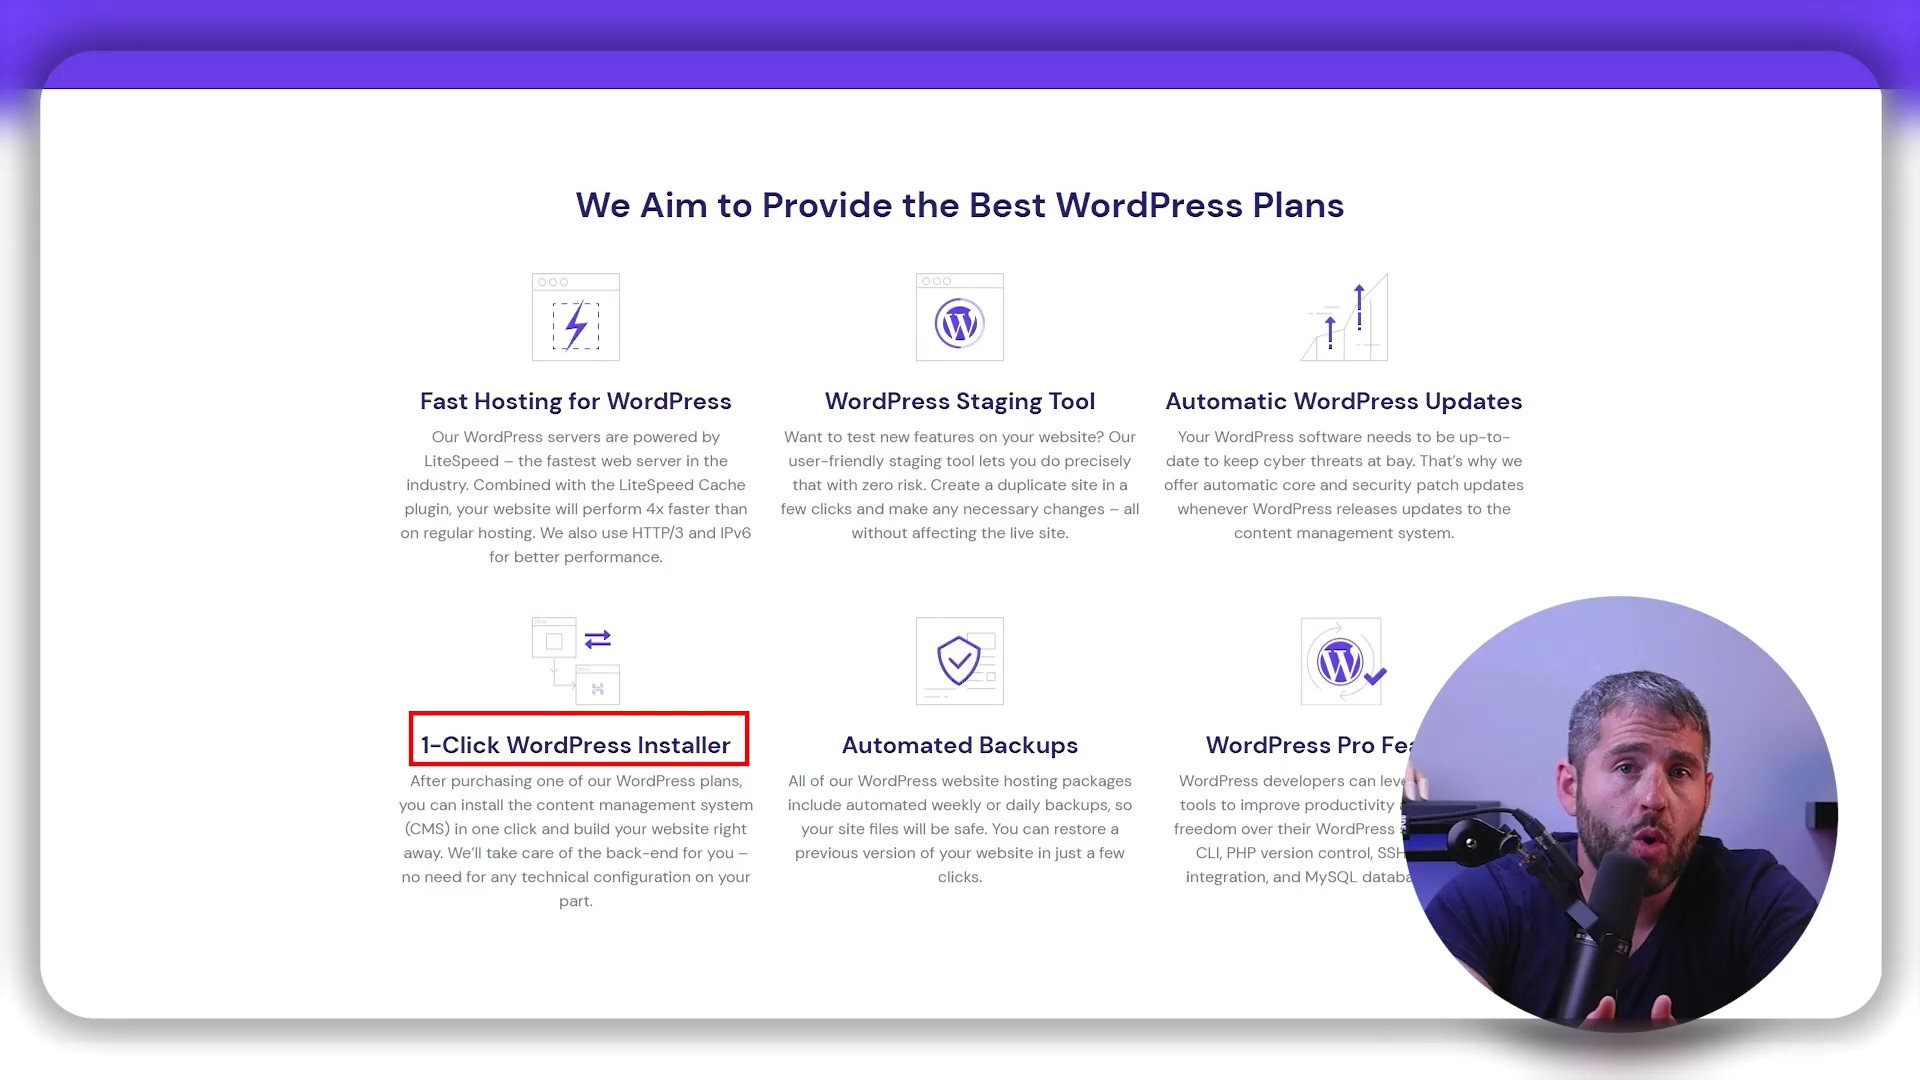 We Aim to Provide the Best WordPress Plans
Fast Hosting for WordPress
Our WordPress servers are powered by
LiteSpeed – the fastest web server in the
industry. Combined with the LiteSpeed Cache
plugin, your website will perform 4x faster than
on regular hosting. We also use HTTP/3 and IPv6
for better performance.
WordPress Staging Tool
Want to test new features on your website? Our
user-friendly staging tool lets you do precisely
that with zero risk. Create a duplicate site in a
few clicks and make any necessary changes – all
without affecting the live site.
Automatic WordPress Updates
Your WordPress software needs to be up-to-
date to keep cyber threats at bay. That's why we
offer automatic core and security patch updates
whenever WordPress releases updates to the
content management system.
1-Click WordPress Installer
After purchasing one of our WordPress plans,
you can install the content management system
(CMS) in one click and build your website right
away. We'll take care of the back-end for you –
no need for any technical configuration on your
part.
Automated Backups
All of our WordPress website hosting packages
include automated weekly or daily backups, so
your site files will be safe. You can restore a
previous version of your website in just a few
clicks.
WordPress Pro
WordPress developers can
tools to improve productivity
freedom over their WordPress
CLI, PHP version control,
integration, and MySQL